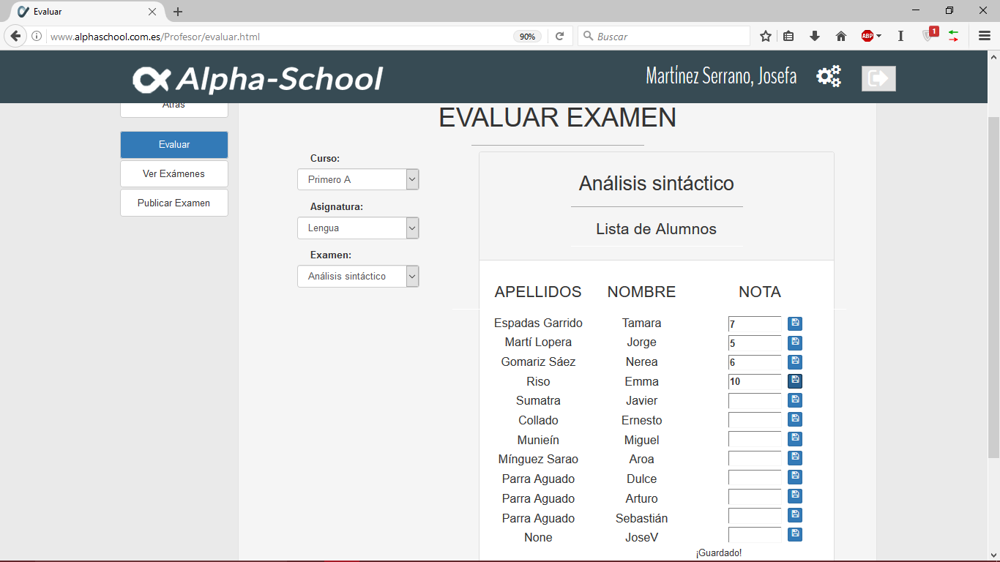 Evaluar
www.alphaschool.com.es/Profesor/evaluar.html
90%
Buscar
ABP
1
Alpha-School
Martínez Serrano, Josefa
Atrás
Evaluar
Ver Exámenes
Publicar Examen
EVALUAR EXAMEN
Curso:
Primero A
Asignatura:
Lengua
Examen:
Análisis sintáctico
Análisis sintáctico
Lista de Alumnos
APELLIDOS NOMBRE NOTA
Espadas Garrido Tamara 7
Martí Lopera Jorge 5
Gomariz Sáez Nerea 6
Riso Emma 10
Sumatra Javier
Collado Ernesto
Munieín Miguel
Mínguez Sarao Aroa
Parra Aguado Dulce
Parra Aguado Arturo
Parra Aguado Sebastián
None JoseV
¡Guardado!